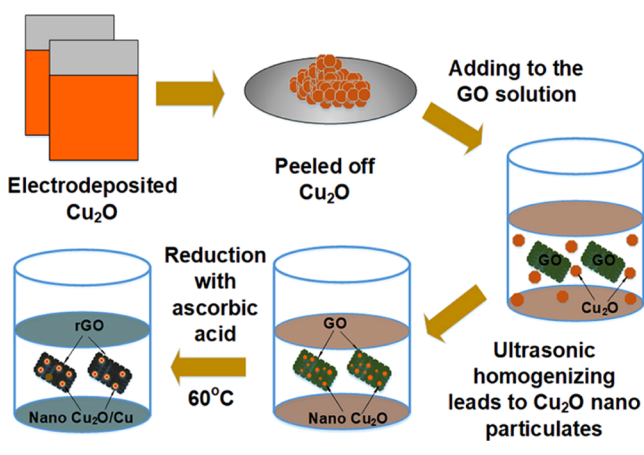 Electrodeposited
Cu₂O
Peeled off
Cu₂O
Adding to the
GO solution
GO GO
Cu₂O
Ultrasonic
homogenizing
leads to Cu₂O nano
particulates
GO
Nano Cu₂O
Reduction
with
ascorbic
acid
60°C
rGO
Nano Cu₂O/Cu